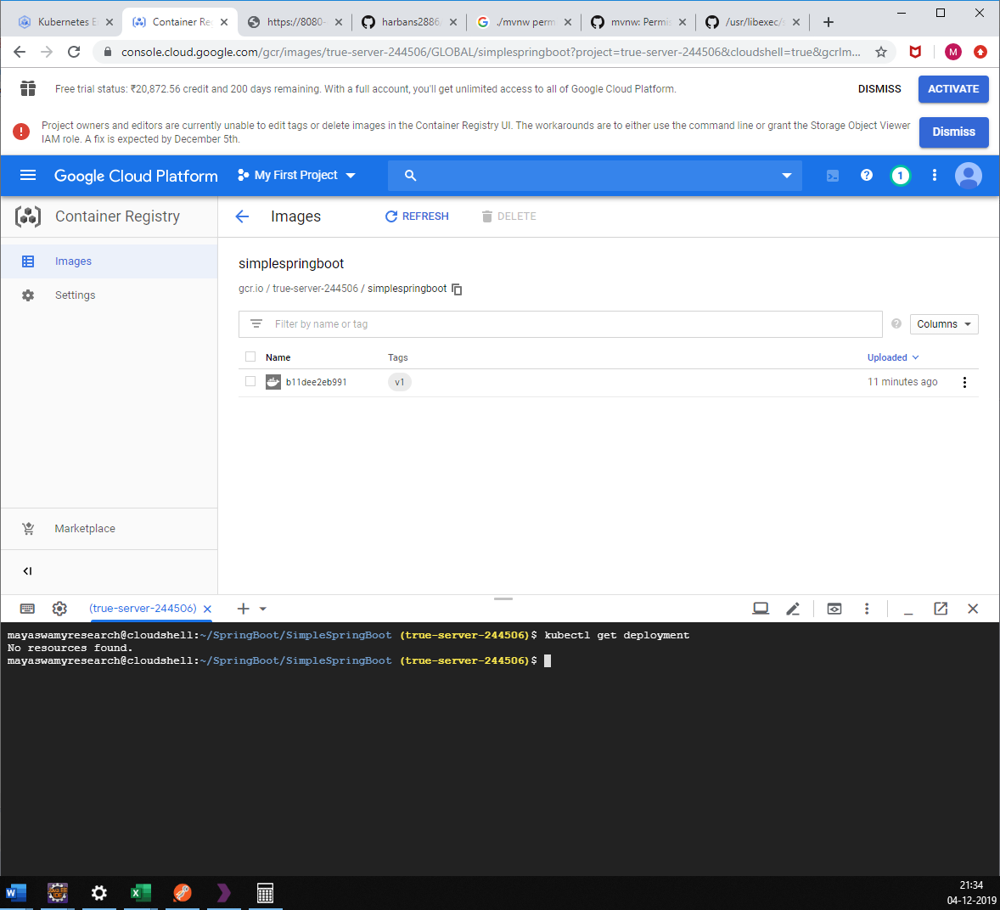 Kubernetes E
Container Re
https://8080-
harbans2886
./mvnw perm
mvnw: Permis
/usr/libexec/
console.cloud.google.com/gcr/images/true-server-244506/GLOBAL/simplespringboot?project=true-server-244506&cloudshell=true&gcrIm...
M
Free trial status: ₹20,872.56 credit and 200 days remaining. With a full account, you'll get unlimited access to all of Google Cloud Platform.
DISMISS
ACTIVATE
Project owners and editors are currently unable to edit tags or delete images in the Container Registry UI. The workarounds are to either use the command line or grant the Storage Object Viewer
IAM role. A fix is expected by December 5th.
Dismiss
Google Cloud Platform
My First Project
1
Container Registry
Images
REFRESH
DELETE
Images
Settings
simplespringboot
gcr.io / true-server-244506 / simplespringboot
Filter by name or tag
Columns
Name
Tags
Uploaded
b11dee2eb991
v1
11 minutes ago
Marketplace
(true-server-244506)
mayaswamyresearch@cloudshell:~/SpringBoot/SimpleSpringBoot (true-server-244506)$ kubectl get deployment
No resources found.
mayaswamyresearch@cloudshell:~/SpringBoot/SimpleSpringBoot (true-server-244506)$
21:34
04-12-2019